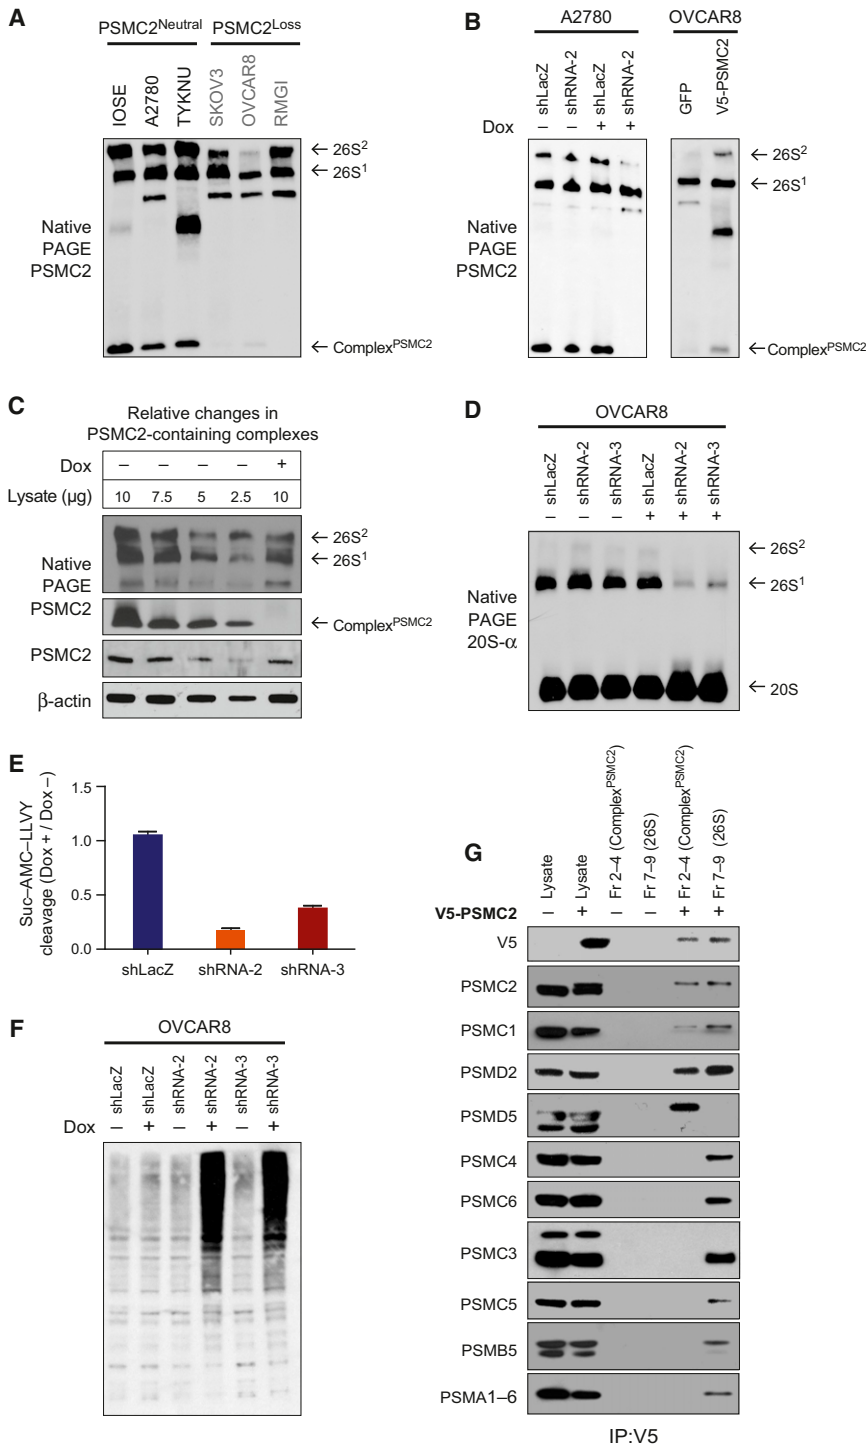 A
PSMC2Neutral PSMC2Loss
IOSE
A2780
TYKNU
SKOV3
OVCAR8
RMGI
← 26S2
← 26S1
Native
PAGE
PSMC2
← ComplexPSMC2
B
A2780
OVCAR8
shLacZ
shRNA-2
shLacZ
shRNA-2
GFP
V5-PSMC2
Dox – – + +
← 26S2
← 26S1
Native
PAGE
PSMC2
← ComplexPSMC2
C
Relative changes in
PSMC2-containing complexes
Dox – – – – +
Lysate (µg) 10 7.5 5 2.5 10
← 26S2
← 26S1
Native
PAGE
PSMC2
← ComplexPSMC2
PSMC2
β-actin
D
OVCAR8
– shLacZ
– shRNA-2
– shRNA-3
+ shLacZ
+ shRNA-2
+ shRNA-3
← 26S2
← 26S1
Native
PAGE
20S-α
← 20S
E
Suc–AMC–LLVY
cleavage (Dox + / Dox –)
1.5
1.0
0.5
0.0
shLacZ shRNA-2 shRNA-3
F
OVCAR8
shLacZ
shLacZ
shRNA-2
shRNA-2
shRNA-3
shRNA-3
Dox – + – + – +
G
Lysate
Lysate
Fr 2–4 (ComplexPSMC2)
Fr 7–9 (26S)
Fr 2–4 (ComplexPSMC2)
Fr 7–9 (26S)
V5-PSMC2 – + – – + +
V5
PSMC2
PSMC1
PSMD2
PSMD5
PSMC4
PSMC6
PSMC3
PSMC5
PSMB5
PSMA1–6
IP:V5